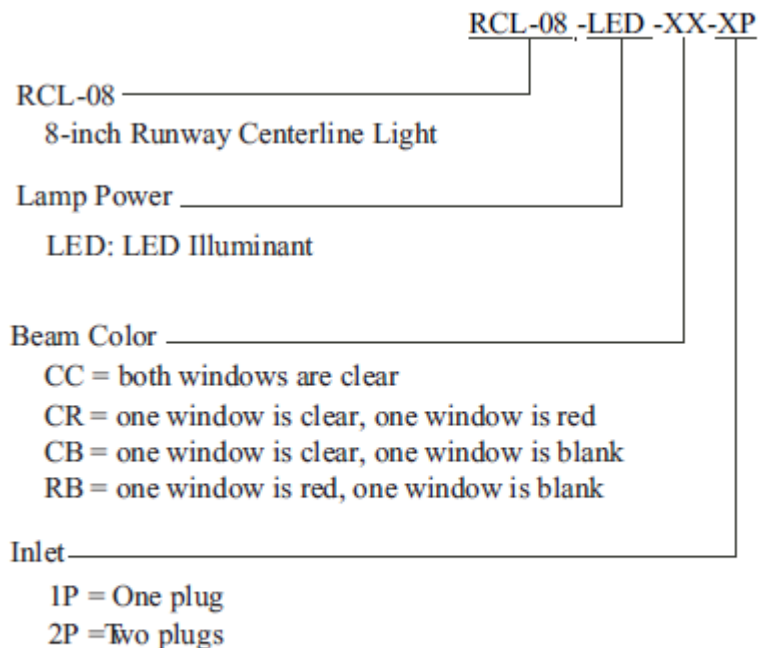 RCL-08 -LED -XX-XP
RCL-08
8-inch Runway Centerline Light
Lamp Power
LED: LED Illuminant
Beam Color
CC = both windows are clear
CR = one window is clear, one window is red
CB = one window is clear, one window is blank
RB = one window is red, one window is blank
Inlet
1P = One plug
2P =Two plugs